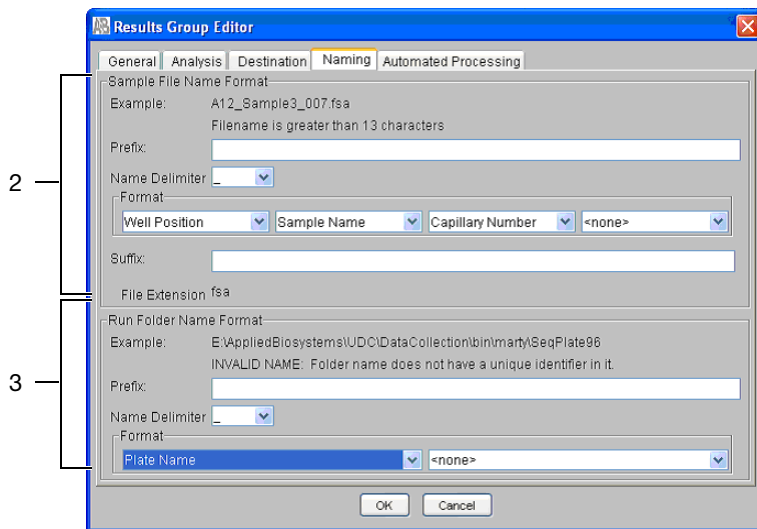 AB Results Group Editor
General Analysis Destination Naming Automated Processing
Sample File Name Format
Example: A12_Sample3_007.fsa
Filename is greater than 13 characters
2
Prefix:
Name Delimiter _
Format
Well Position Sample Name Capillary Number <none>
Suffix:
File Extension fsa
Run Folder Name Format
Example: E:\AppliedBiosystems\UDC\DataCollection\bin\marty\SeqPlate96
INVALID NAME: Folder name does not have a unique identifier in it.
3
Prefix:
Name Delimiter _
Format
Plate Name <none>
OK Cancel